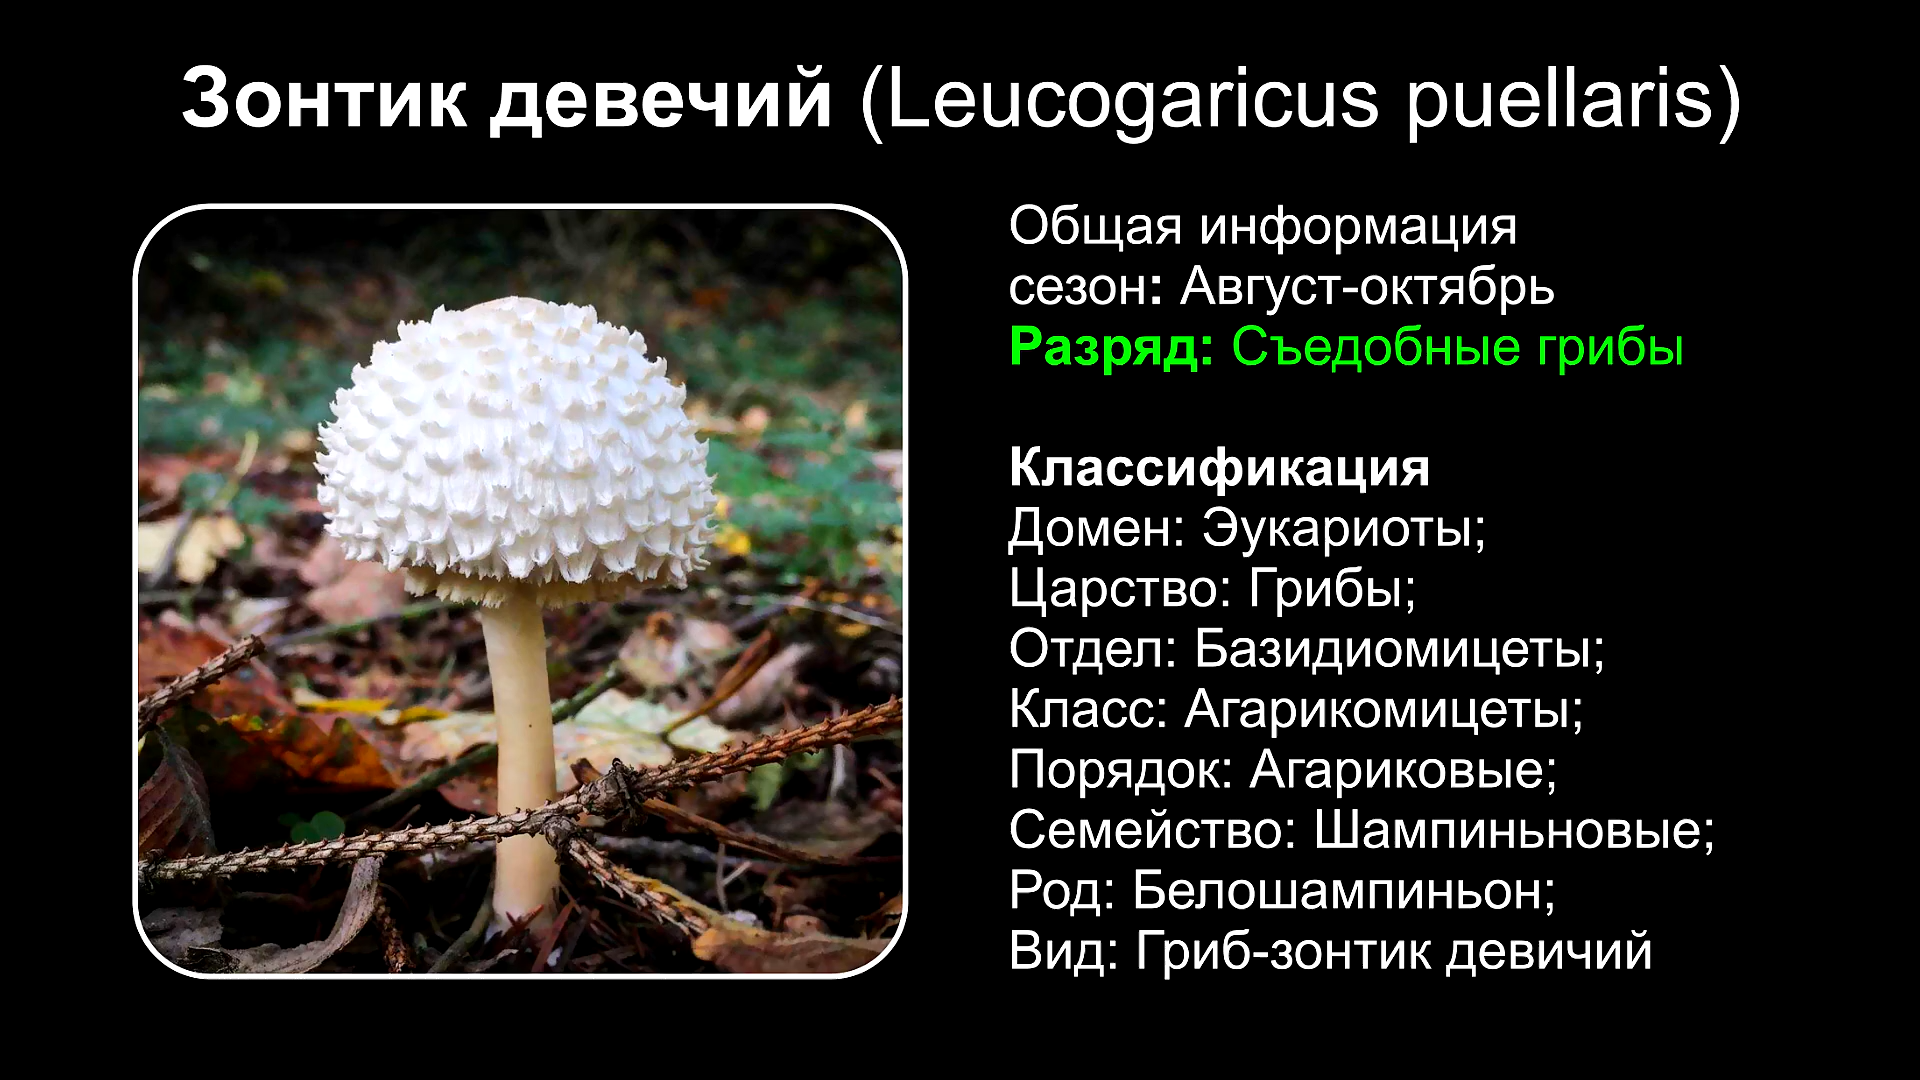 Зонтик девечий (Leucogaricus puellaris)
Общая информация
сезон: Август-октябрь
Разряд: Съедобные грибы
Классификация
Домен: Эукариоты;
Царство: Грибы;
Отдел: Базидиомицеты;
Класс: Агарикомицеты;
Порядок: Агариковые;
Семейство: Шампиньновые;
Род: Белошампиньон;
Вид: Гриб-зонтик девичий